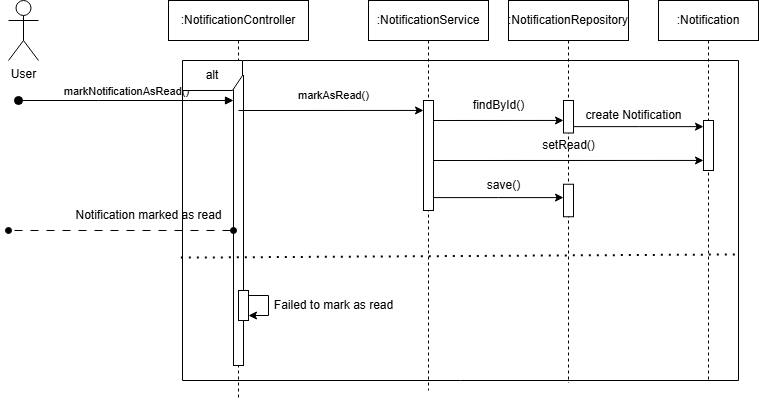 :NotificationController
:NotificationService
:NotificationRepository
:Notification
User
alt
markNotificationAsRead()
markAsRead()
findById()
create Notification
setRead()
save()
Notification marked as read
Failed to mark as read